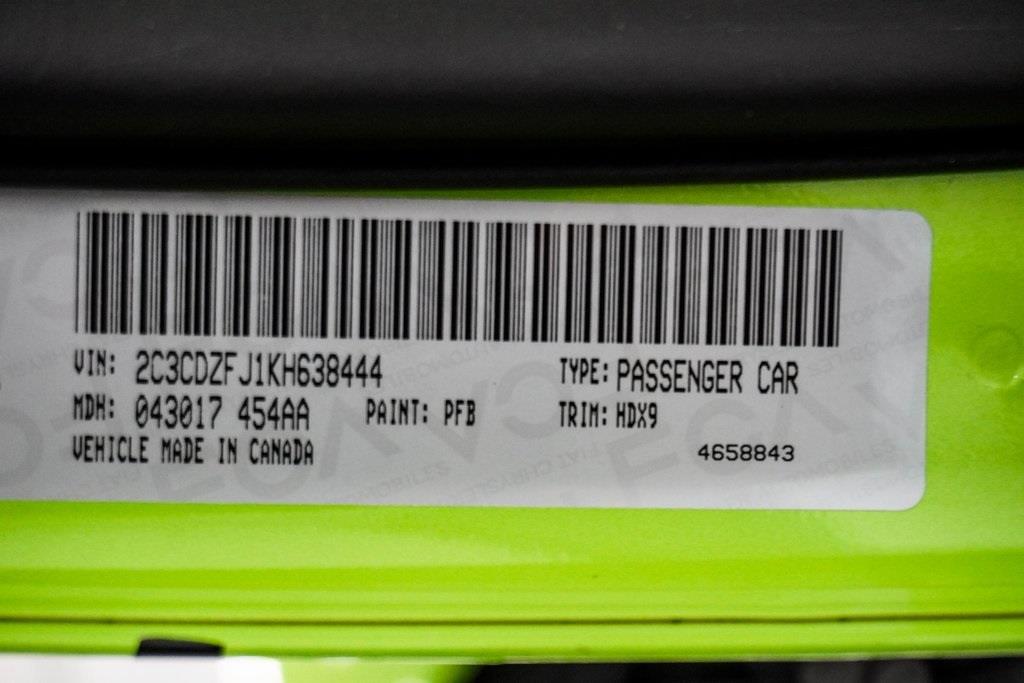 VIN: 2C3CDZFJ1KH638444 TYPE: PASSENGER CAR
MDH: 043017 454AA PAINT: PFB TRIM: HDX9
VEHICLE MADE IN CANADA 4658843